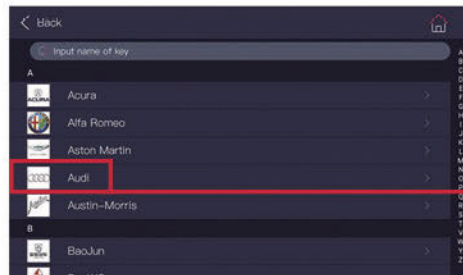 Back
Input name of key
A
Acura
Alfa Romeo
Aston Martin
Audi
Austin-Morris
B
BaoJun
A
B
C
D
E
F
G
H
I
J
K
L
M
N
O
P
Q
R
S
T
U
V
W
X
Y
Z